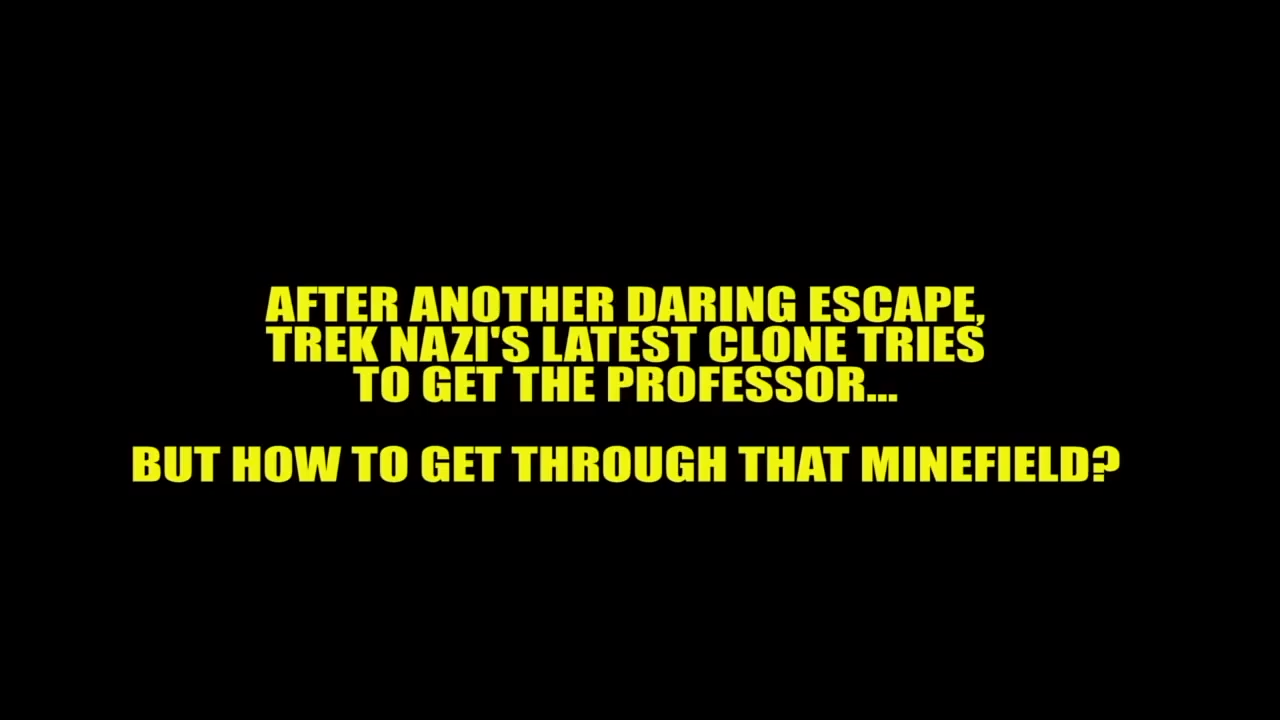 AFTER ANOTHER DARING ESCAPE,
TREK NAZI'S LATEST CLONE TRIES
TO GET THE PROFESSOR...
BUT HOW TO GET THROUGH THAT MINEFIELD?